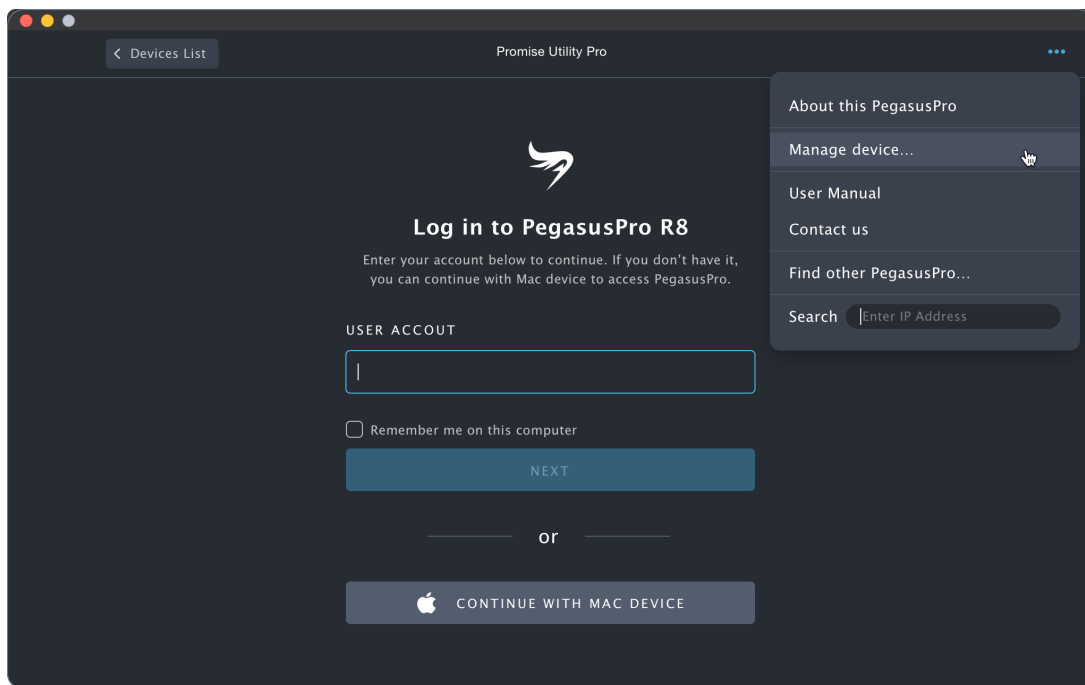 Devices List
Promise Utility Pro
About this PegasusPro
Manage device...
User Manual
Contact us
Find other PegasusPro...
Search Enter IP Address
Log in to PegasusPro R8
Enter your account below to continue. If you don't have it,
you can continue with Mac device to access PegasusPro.
USER ACCOUT
Remember me on this computer
NEXT
or
CONTINUE WITH MAC DEVICE